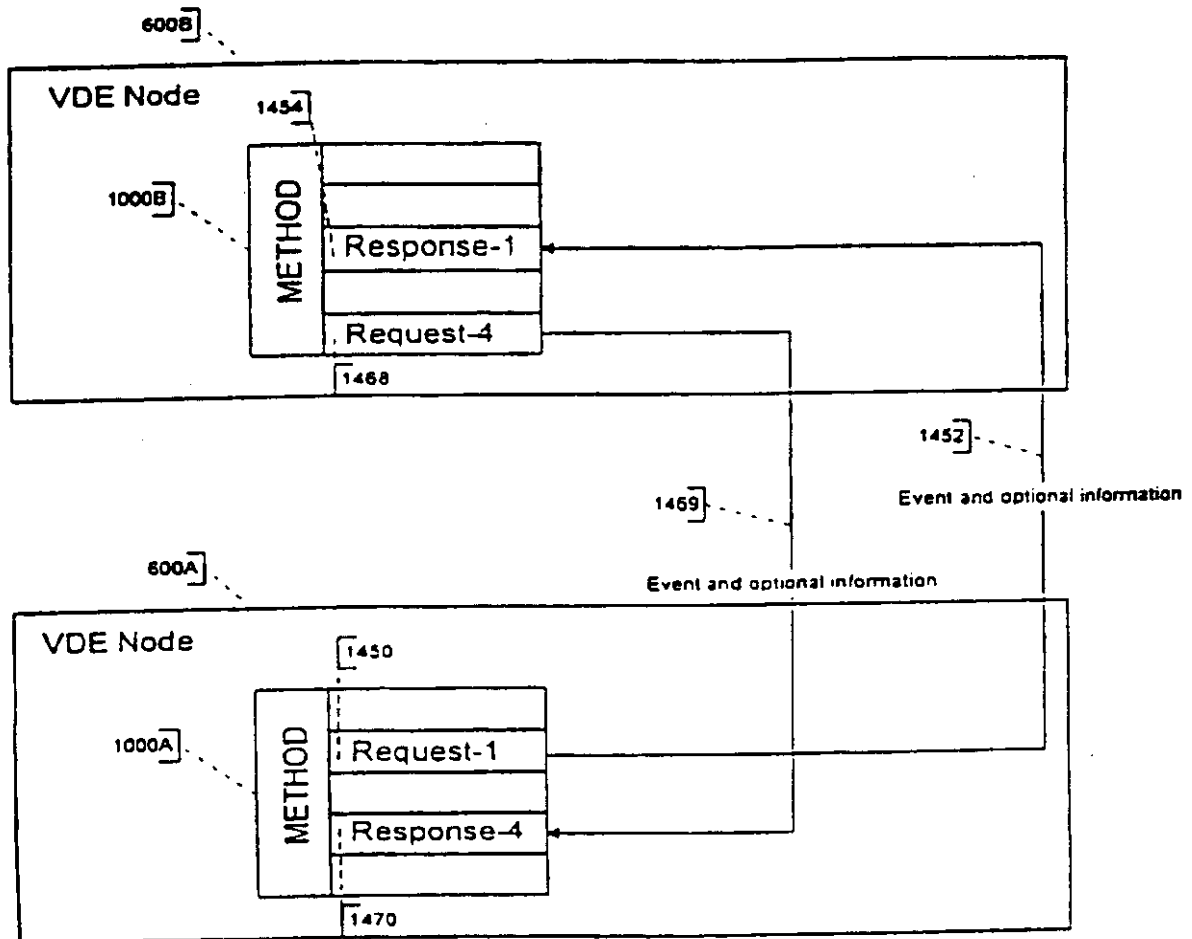 600B
VDE Node
1454
1000B
METHOD
Response-1
Request-4
1468
1452
Event and optional information
1469
Event and optional information
600A
VDE Node
1450
1000A
METHOD
Request-1
Response-4
1470